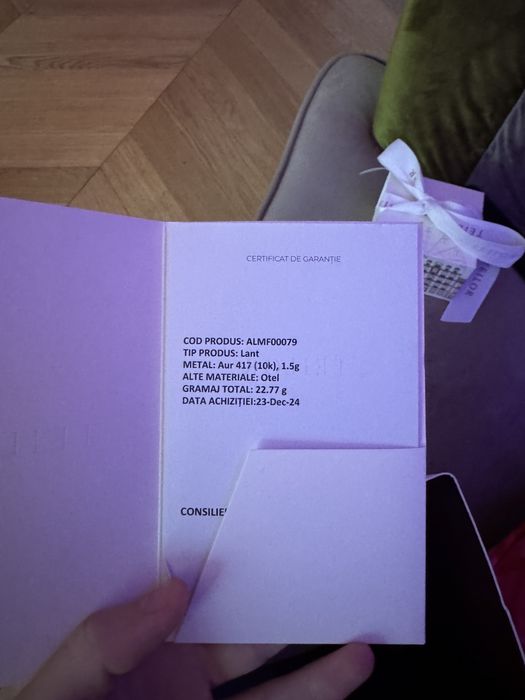 CERTIFICAT DE GARANȚIE
COD PRODUS: ALMF00079
TIP PRODUS: Lant
METAL: Aur 417 (10k), 1.5g
ALTE MATERIALE: Otel
GRAMAJ TOTAL: 22.77 g
DATA ACHIZIȚIEI:23-Dec-24